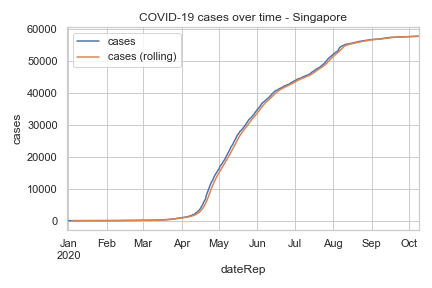 COVID-19 cases over time - Singapore
cases
cases (rolling)
60000
50000
40000
30000
20000
10000
0
cases
Jan Feb Mar Apr May Jun Jul Aug Sep Oct
2020
dateRep